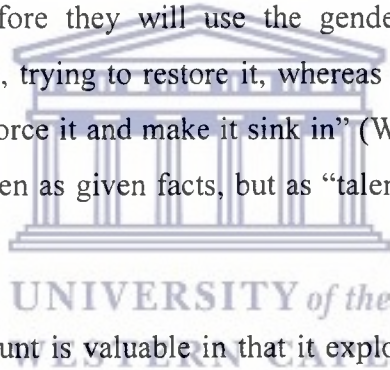 fore they will use the gende
, trying to restore it, whereas
orce it and make it sink in” (W
en as given facts, but as “talen
UNIVERSITY of the
unt is valuable in that it explo
WESTERN CAPE